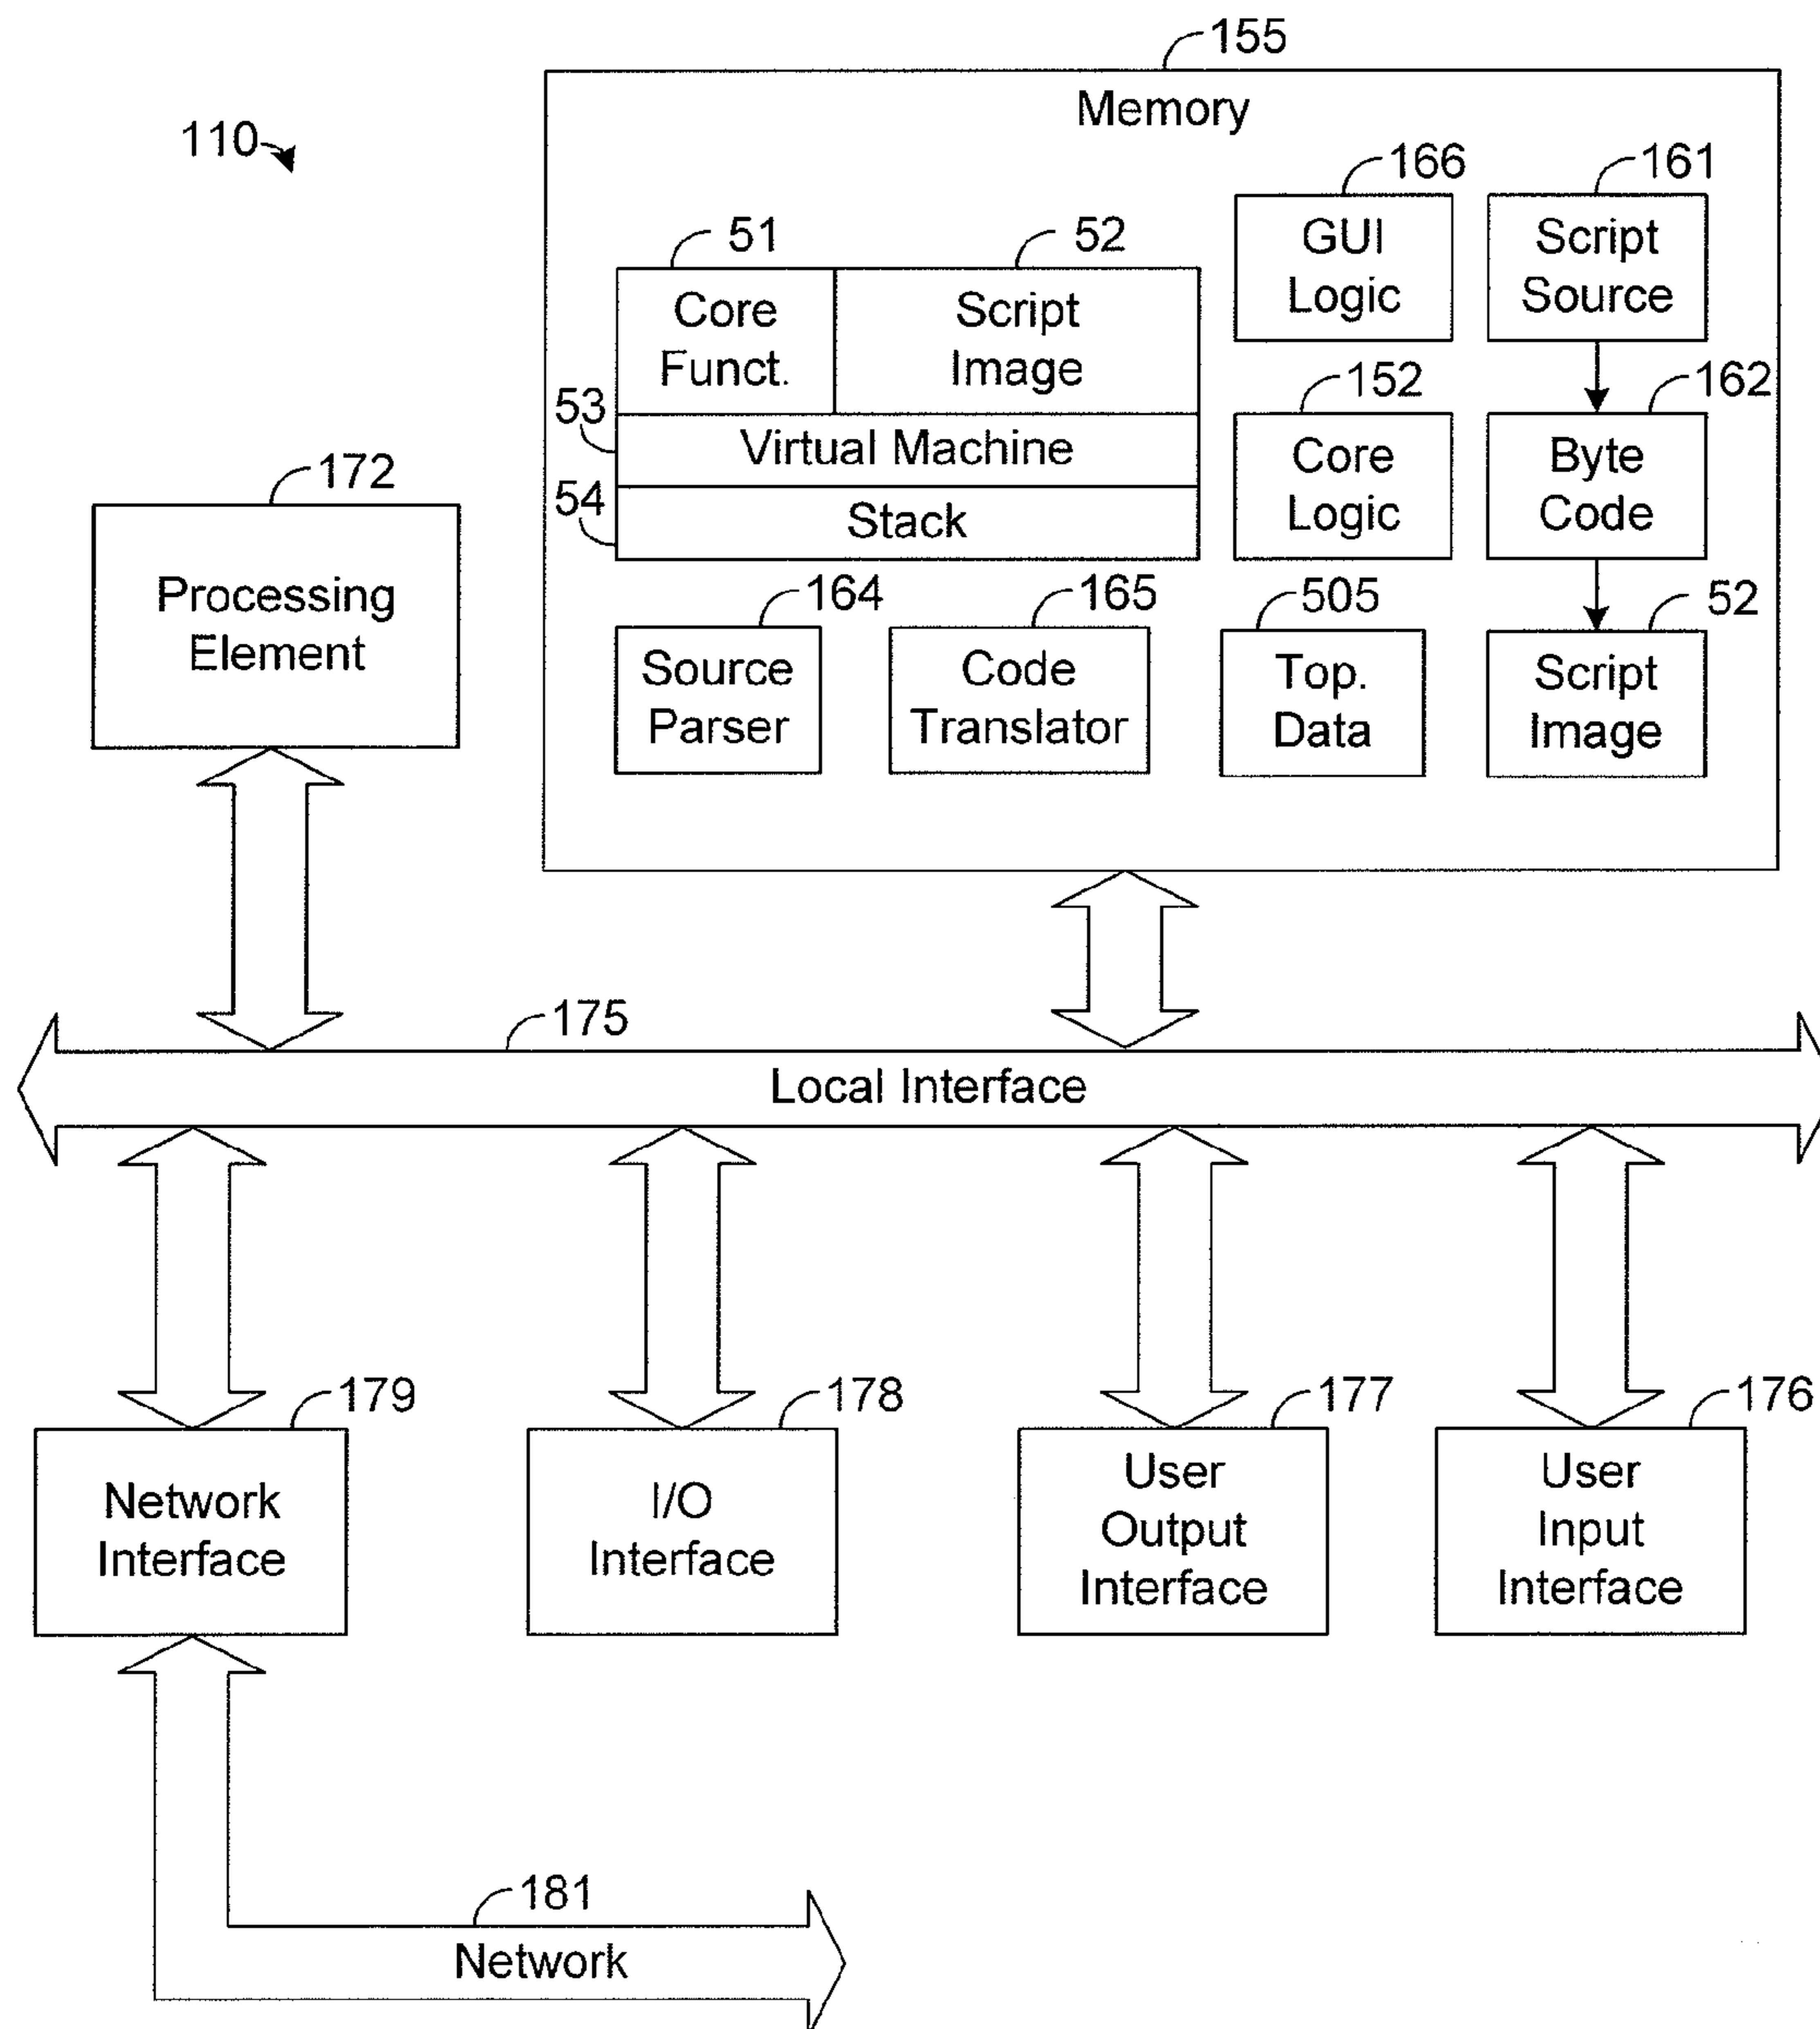 155
Memory
110
166
161
GUI
Logic
Script
Source
51
52
Core
Funct.
Script
Image
53
Virtual Machine
54
Stack
152
162
Core
Logic
Byte
Code
172
Processing
Element
164
165
505
52
Source
Parser
Code
Translator
Top.
Data
Script
Image
175
Local Interface
179
178
177
176
Network
Interface
I/O
Interface
User
Output
Interface
User
Input
Interface
181
Network